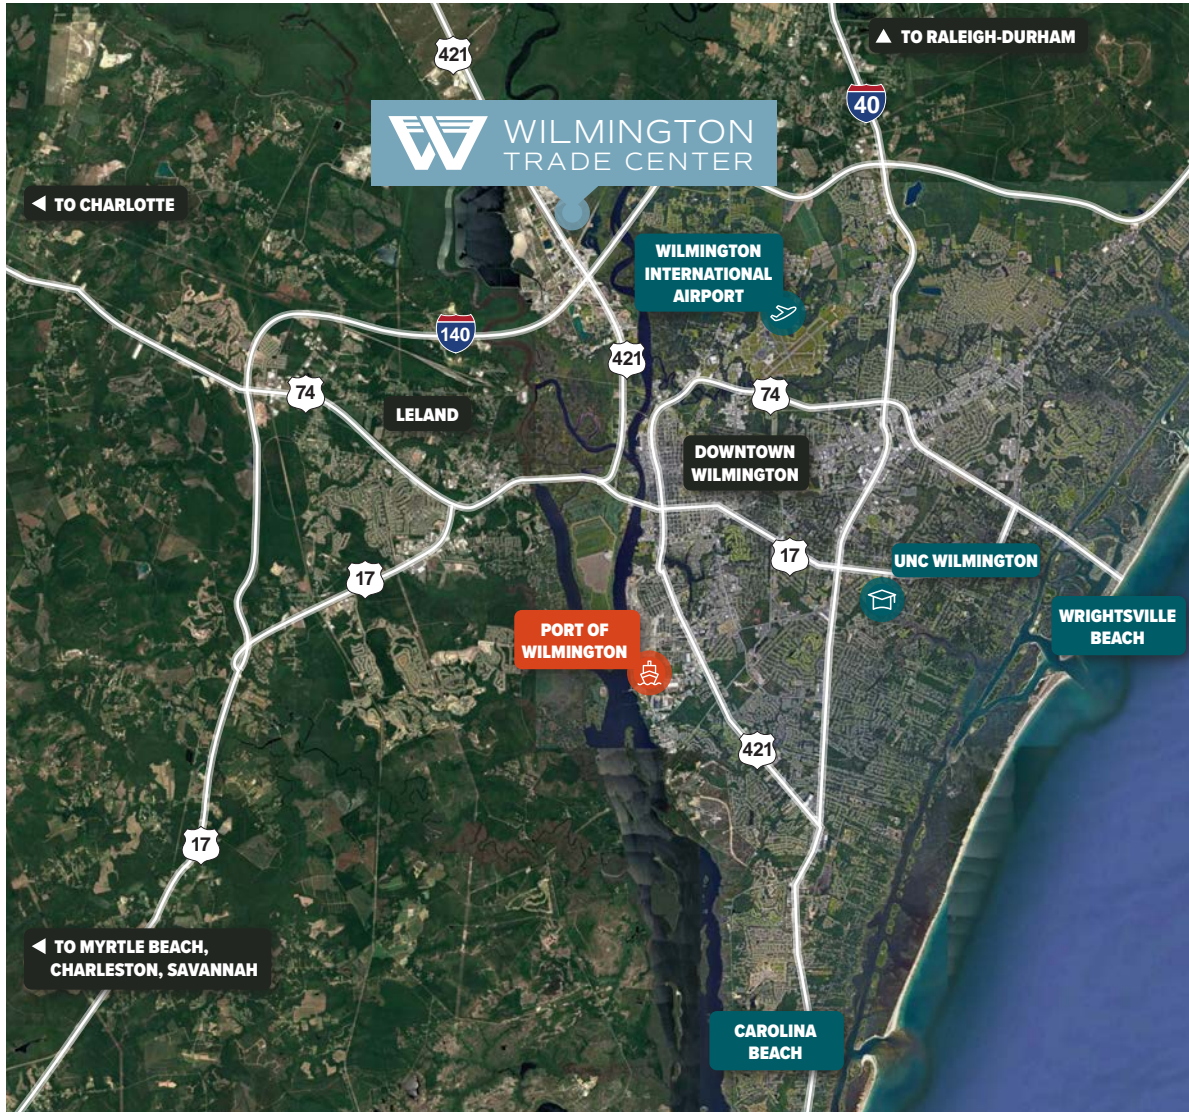 421
▲ TO RALEIGH-DURHAM
40
WILMINGTON
TRADE CENTER
◀ TO CHARLOTTE
WILMINGTON
INTERNATIONAL
AIRPORT
140
421
74
74
LELAND
DOWNTOWN
WILMINGTON
17
UNC WILMINGTON
17
WRIGHTSVILLE
BEACH
PORT OF
WILMINGTON
421
17
◀ TO MYRTLE BEACH,
CHARLESTON, SAVANNAH
CAROLINA
BEACH